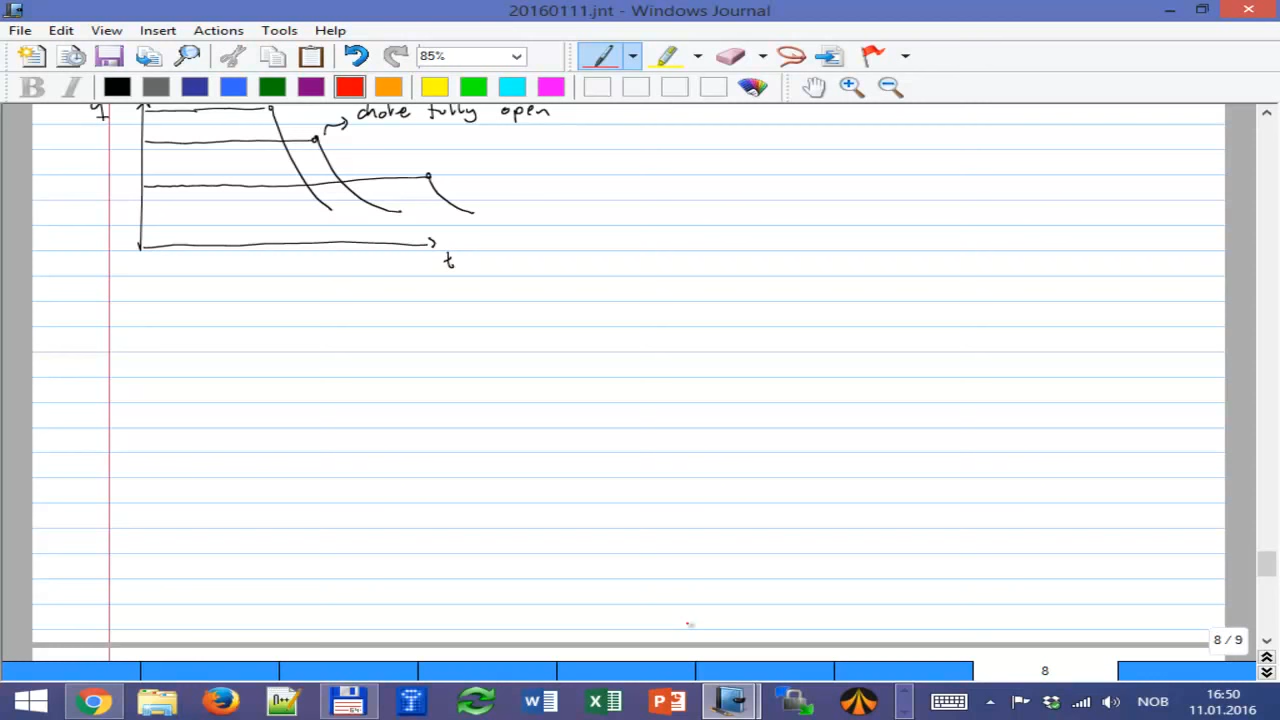 20160111.jnt - Windows Journal
File Edit View Insert Actions Tools Help
85%
B I
q choke fully open
t
8 / 9
8
N++
64
NOB
16:50
11.01.2016